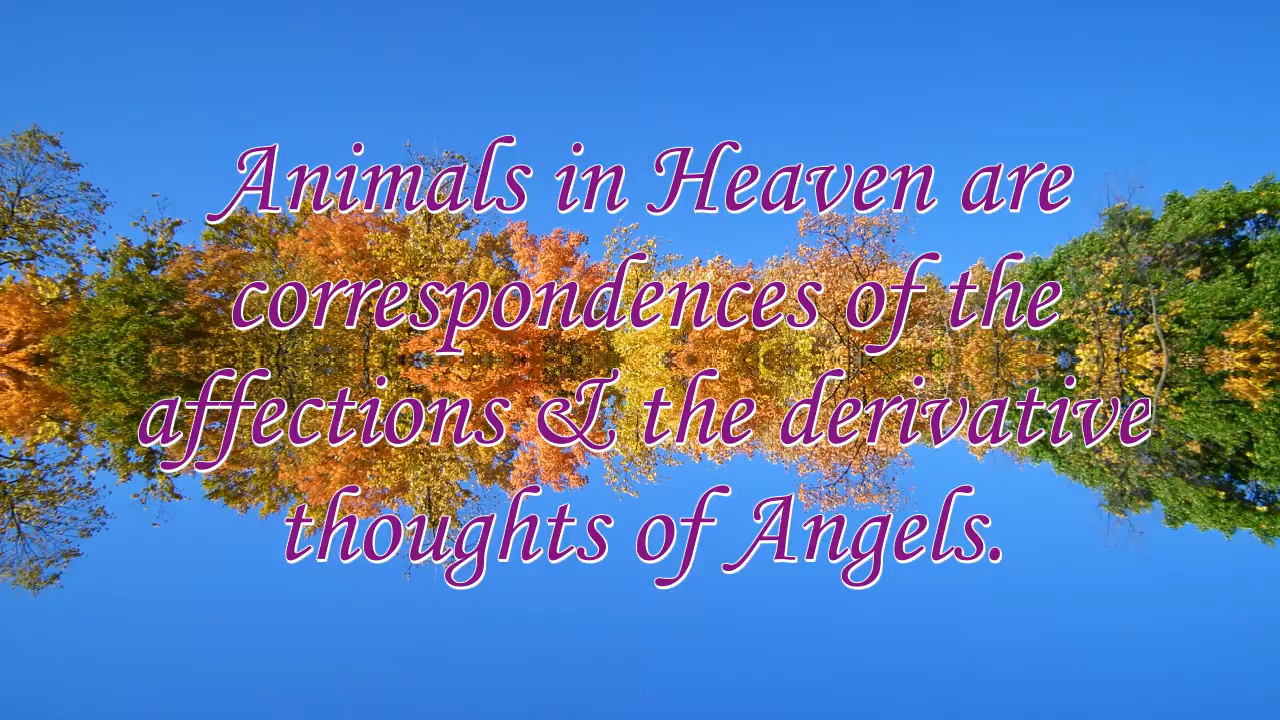 Animals in Heaven are
correspondences of the
affections & the derivative
thoughts of Angels.